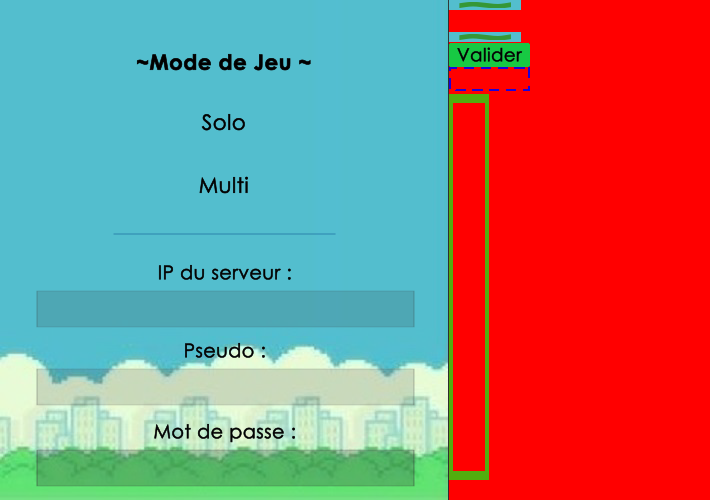 ~Mode de Jeu ~
Solo
Multi
IP du serveur :
Pseudo :
Mot de passe :
Valider